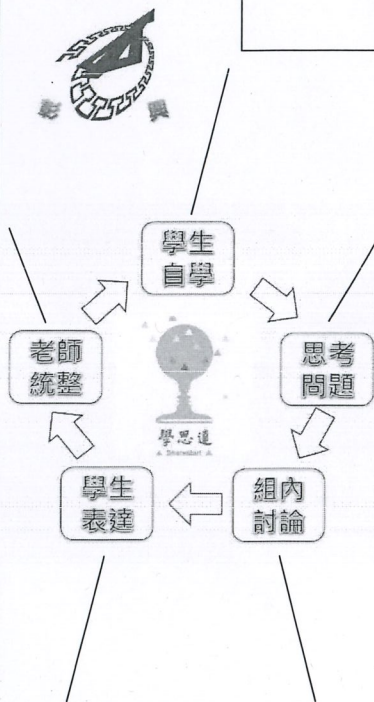 彰 興
學生
自學
思考
問題
組內
討論
學生
表達
老師
統整
學思達